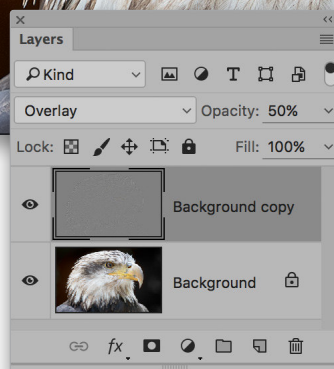 Layers
Kind
Overlay Opacity: 50%
Lock: Fill: 100%
Background copy
Background
fx